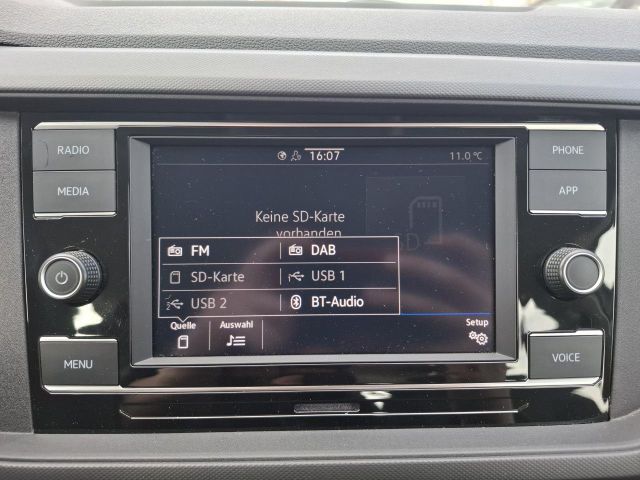 RADIO
MEDIA
MENU
16:07
11.0 °C
Keine SD-Karte
vorhanden
FM
DAB
SD-Karte
USB 1
USB 2
BT-Audio
Quelle
Auswahl
Setup
PHONE
APP
VOICE